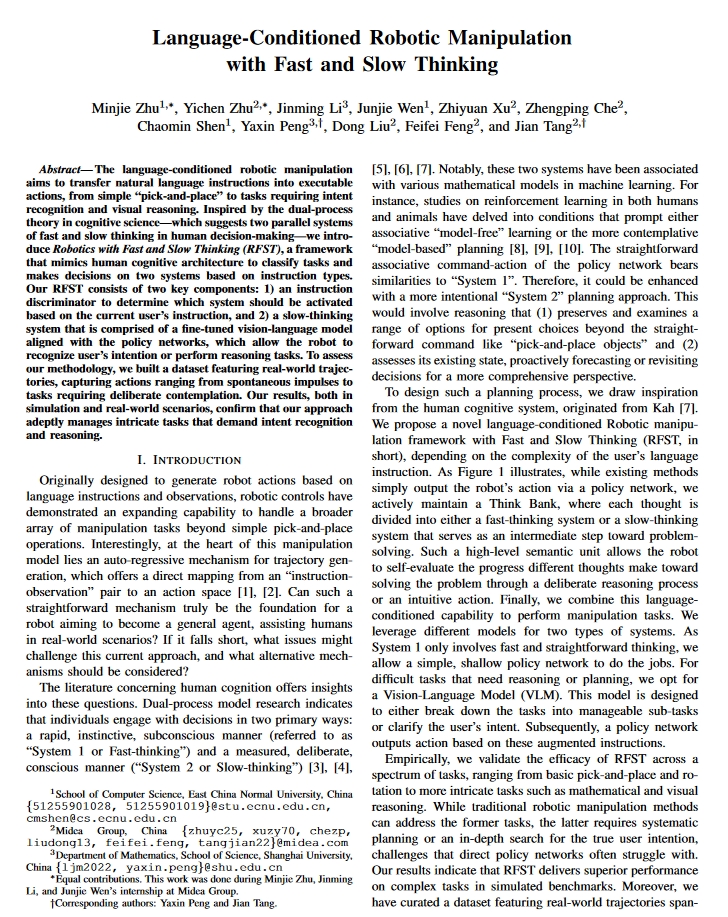 Language-Conditioned Robotic Manipulation
with Fast and Slow Thinking
Minjie Zhu1,*, Yichen Zhu2,*, Jinming Li3, Junjie Wen1, Zhiyuan Xu2, Zhengping Che2,
Chaomin Shen1, Yaxin Peng3,†, Dong Liu2, Feifei Feng2, and Jian Tang2,†
Abstract— The language-conditioned robotic manipulation
aims to transfer natural language instructions into executable
actions, from simple “pick-and-place” to tasks requiring intent
recognition and visual reasoning. Inspired by the dual-process
theory in cognitive science—which suggests two parallel systems
of fast and slow thinking in human decision-making—we intro-
duce Robotics with Fast and Slow Thinking (RFST), a framework
that mimics human cognitive architecture to classify tasks and
makes decisions on two systems based on instruction types.
Our RFST consists of two key components: 1) an instruction
discriminator to determine which system should be activated
based on the current user’s instruction, and 2) a slow-thinking
system that is comprised of a fine-tuned vision-language model
aligned with the policy networks, which allow the robot to
recognize user’s intention or perform reasoning tasks. To assess
our methodology, we built a dataset featuring real-world trajec-
tories, capturing actions ranging from spontaneous impulses to
tasks requiring deliberate contemplation. Our results, both in
simulation and real-world scenarios, confirm that our approach
adeptly manages intricate tasks that demand intent recognition
and reasoning.
I. INTRODUCTION
Originally designed to generate robot actions based on
language instructions and observations, robotic controls have
demonstrated an expanding capability to handle a broader
array of manipulation tasks beyond simple pick-and-place
operations. Interestingly, at the heart of this manipulation
model lies an auto-regressive mechanism for trajectory gen-
eration, which offers a direct mapping from an “instruction-
observation” pair to an action space [1], [2]. Can such a
straightforward mechanism truly be the foundation for a
robot aiming to become a general agent, assisting humans
in real-world scenarios? If it falls short, what issues might
challenge this current approach, and what alternative mech-
anisms should be considered?
The literature concerning human cognition offers insights
into these questions. Dual-process model research indicates
that individuals engage with decisions in two primary ways:
a rapid, instinctive, subconscious manner (referred to as
“System 1 or Fast-thinking”) and a measured, deliberate,
conscious manner (“System 2 or Slow-thinking”) [3], [4],
1School of Computer Science, East China Normal University, China
{51255901028, 51255901019}@stu.ecnu.edu.cn,
cmshen@cs.ecnu.edu.cn
2Midea Group, China {zhuyc25, xuzy70, chezp,
liudong13, feifei.feng, tangjian22}@midea.com
3Department of Mathematics, School of Science, Shanghai University,
China {ljm2022, yaxin.peng}@shu.edu.cn
*Equal contributions. This work was done during Minjie Zhu, Jinming
Li, and Junjie Wen’s internship at Midea Group.
†Corresponding authors: Yaxin Peng and Jian Tang.
[5], [6], [7]. Notably, these two systems have been associated
with various mathematical models in machine learning. For
instance, studies on reinforcement learning in both humans
and animals have delved into conditions that prompt either
associative “model-free” learning or the more contemplative
“model-based” planning [8], [9], [10]. The straightforward
associative command-action of the policy network bears
similarities to “System 1”. Therefore, it could be enhanced
with a more intentional “System 2” planning approach. This
would involve reasoning that (1) preserves and examines a
range of options for present choices beyond the straight-
forward command like “pick-and-place objects” and (2)
assesses its existing state, proactively forecasting or revisiting
decisions for a more comprehensive perspective.
To design such a planning process, we draw inspiration
from the human cognitive system, originated from Kah [7].
We propose a novel language-conditioned Robotic manipu-
lation framework with Fast and Slow Thinking (RFST, in
short), depending on the complexity of the user’s language
instruction. As Figure 1 illustrates, while existing methods
simply output the robot’s action via a policy network, we
actively maintain a Think Bank, where each thought is
divided into either a fast-thinking system or a slow-thinking
system that serves as an intermediate step toward problem-
solving. Such a high-level semantic unit allows the robot
to self-evaluate the progress different thoughts make toward
solving the problem through a deliberate reasoning process
or an intuitive action. Finally, we combine this language-
conditioned capability to perform manipulation tasks. We
leverage different models for two types of systems. As
System 1 only involves fast and straightforward thinking, we
allow a simple, shallow policy network to do the jobs. For
difficult tasks that need reasoning or planning, we opt for
a Vision-Language Model (VLM). This model is designed
to either break down the tasks into manageable sub-tasks
or clarify the user’s intent. Subsequently, a policy network
outputs action based on these augmented instructions.
Empirically, we validate the efficacy of RFST across a
spectrum of tasks, ranging from basic pick-and-place and ro-
tation to more intricate tasks such as mathematical and visual
reasoning. While traditional robotic manipulation methods
can address the former tasks, the latter requires systematic
planning or an in-depth search for the true user intention,
challenges that direct policy networks often struggle with.
Our results indicate that RFST delivers superior performance
on complex tasks in simulated benchmarks. Moreover, we
have curated a dataset featuring real-world trajectories span-